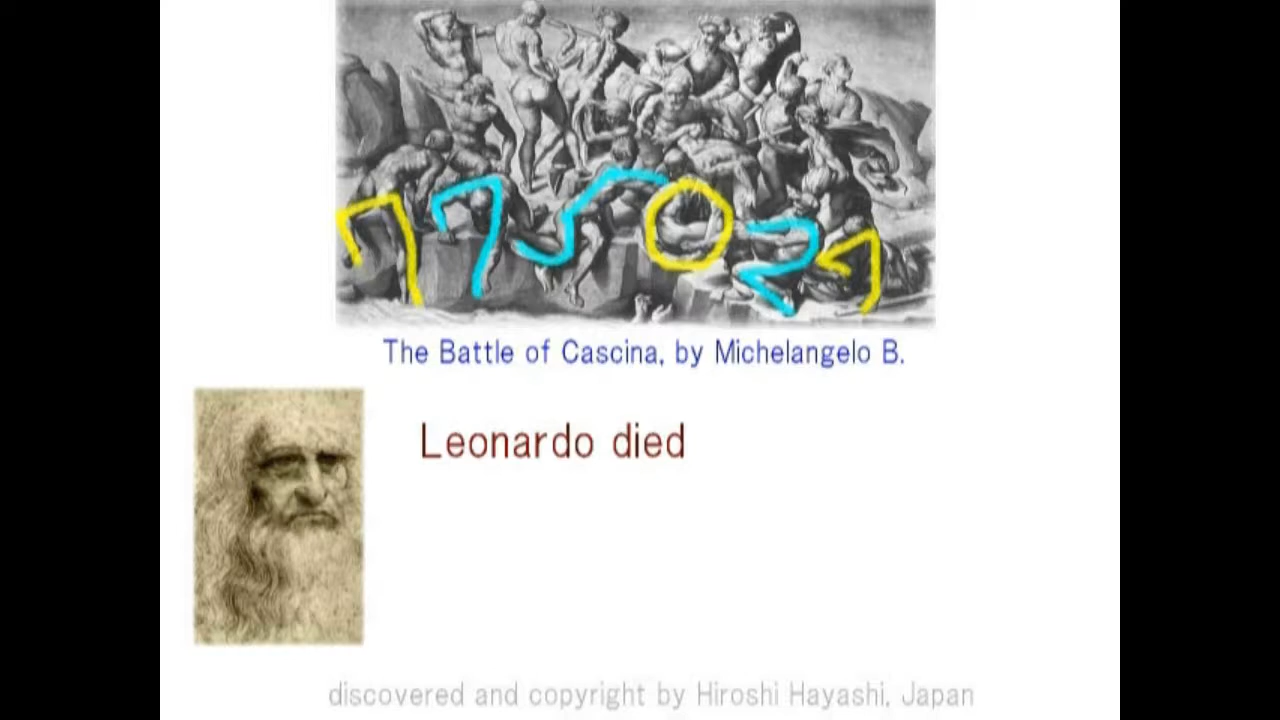 The Battle of Cascina, by Michelangelo B.
Leonardo died
discovered and copyright by Hiroshi Hayashi, Japan